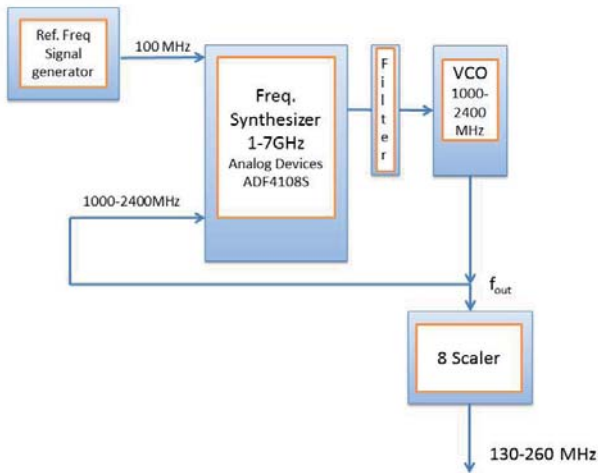 Ref. Freq
Signal
generator
100 MHz
Freq.
Synthesizer
1-7GHz
Analog Devices
ADF4108S
F
i
l
t
e
r
VCO
1000-
2400
MHz
1000-2400MHz
fout
8 Scaler
130-260 MHz